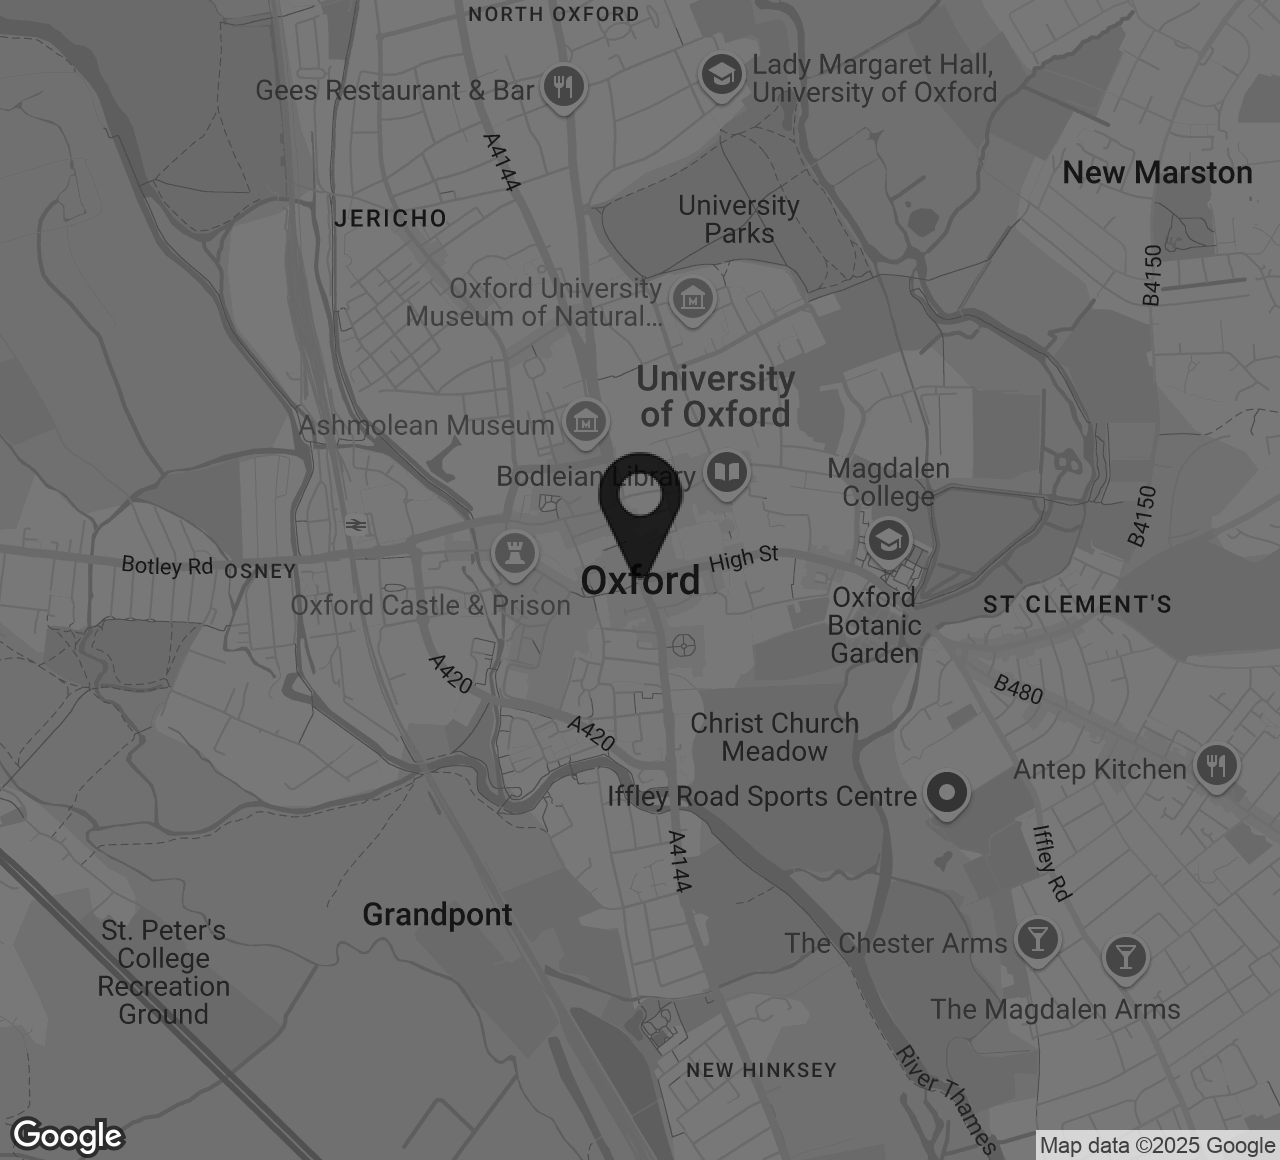 NORTH OXFORD
Lady Margaret Hall,
University of Oxford
Gees Restaurant & Bar
A4144
New Marston
University
Parks
JERICHO
B4150
Oxford University
Museum of Natural...
University
of Oxford
Ashmolean Museum
Bodleian Library
Magdalen
College
B4150
High St
Botley Rd
OSNEY
Oxford
Oxford Castle & Prison
Oxford
Botanic
Garden
ST CLEMENT'S
A420
B480
A420
Christ Church
Meadow
Antep Kitchen
Iffley Road Sports Centre
A4144
Iffley Rd
Grandpont
St. Peter's
College
Recreation
Ground
The Chester Arms
The Magdalen Arms
NEW HINKSEY
River Thames
Google
Map data ©2025 Google